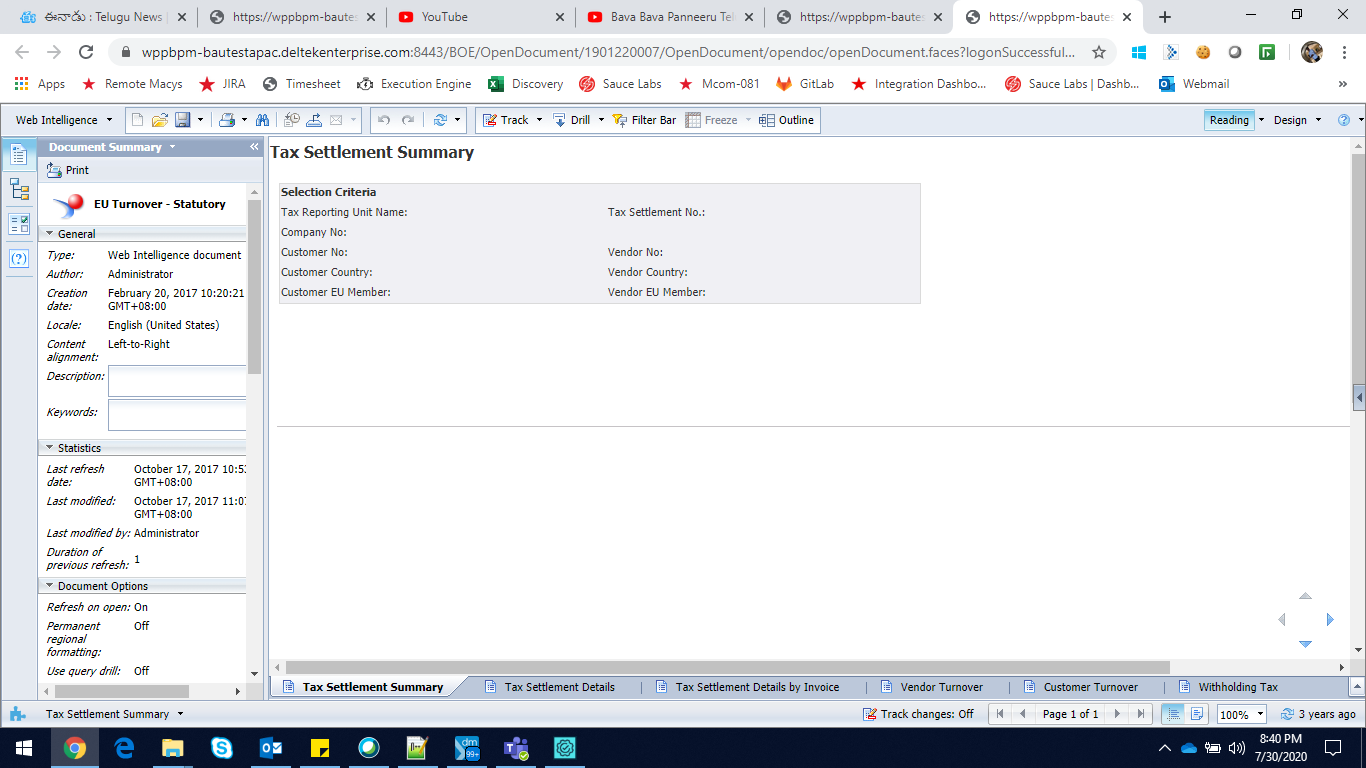 ఈనాడు : Telugu News |
https://wppbpm-bautes
YouTube
Bava Bava Panneeru Tel
https://wppbpm-bautes
https://wppbpm-bautes
wppbpm-bautestapac.deltekenterprise.com:8443/BOE/OpenDocument/1901220007/OpenDocument/opendoc/openDocument.faces?logonSuccessful...
Apps
Remote Macys
JIRA
Timesheet
Execution Engine
Discovery
Sauce Labs
Mcom-081
GitLab
Integration Dashbo...
Sauce Labs | Dashb...
Webmail
Web Intelligence
Track
Drill
Filter Bar
Freeze
Outline
Reading
Design
Document Summary
Print
EU Turnover - Statutory
General
Type: Web Intelligence document
Author: Administrator
Creation date: February 20, 2017 10:20:21
GMT+08:00
Locale: English (United States)
Content alignment: Left-to-Right
Description:
Keywords:
Statistics
Last refresh date: October 17, 2017 10:53
GMT+08:00
Last modified: October 17, 2017 11:07
GMT+08:00
Last modified by: Administrator
Duration of previous refresh: 1
Document Options
Refresh on open: On
Permanent regional formatting: Off
Use query drill: Off
Tax Settlement Summary
Selection Criteria
Tax Reporting Unit Name: Tax Settlement No.:
Company No:
Customer No: Vendor No:
Customer Country: Vendor Country:
Customer EU Member: Vendor EU Member:
Tax Settlement Summary
Tax Settlement Details
Tax Settlement Details by Invoice
Vendor Turnover
Customer Turnover
Withholding Tax
Tax Settlement Summary
Track changes: Off
Page 1 of 1
100%
3 years ago
dm
99+
8:40 PM
7/30/2020